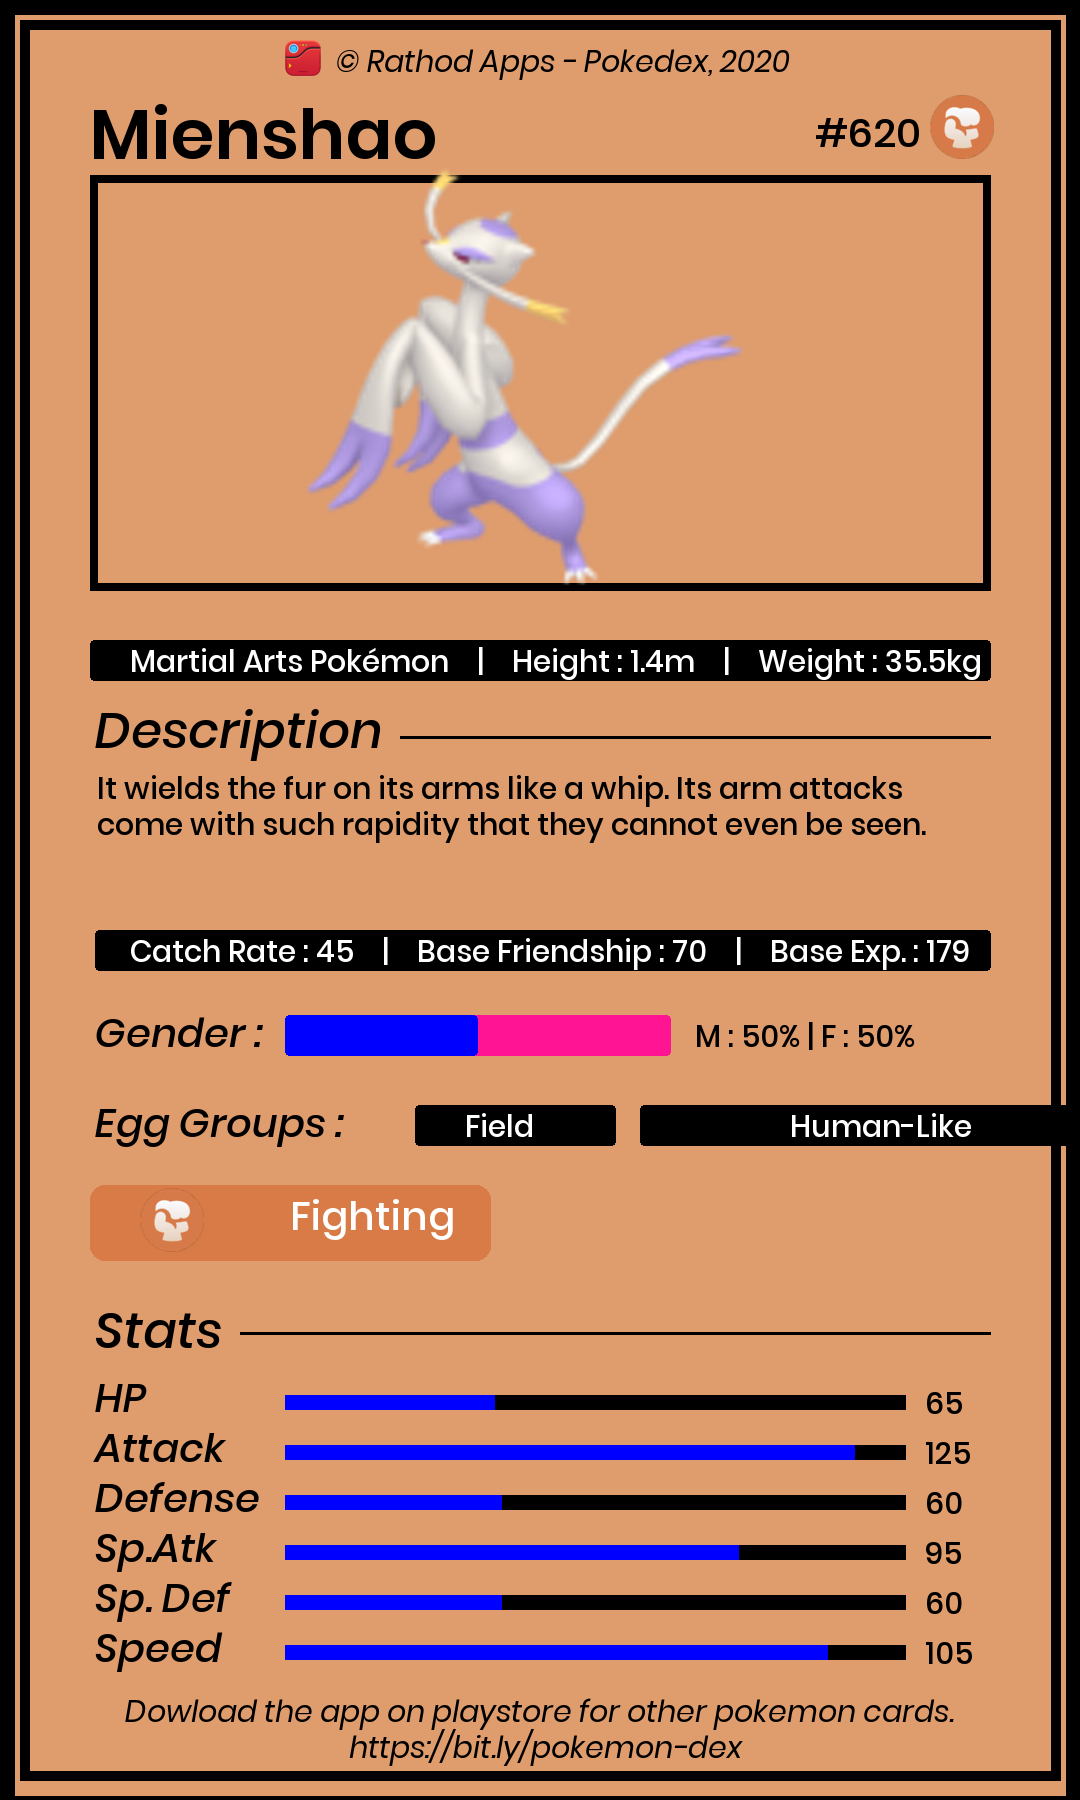 © Rathod Apps - Pokedex, 2020
Mienshao #620
Martial Arts Pokémon | Height : 1.4m | Weight : 35.5kg
Description
It wields the fur on its arms like a whip. Its arm attacks
come with such rapidity that they cannot even be seen.
Catch Rate : 45 | Base Friendship : 70 | Base Exp. : 179
Gender : M : 50% | F : 50%
Egg Groups : Field Human-Like
Fighting
Stats
HP 65
Attack 125
Defense 60
Sp.Atk 95
Sp. Def 60
Speed 105
Dowload the app on playstore for other pokemon cards.
https://bit.ly/pokemon-dex